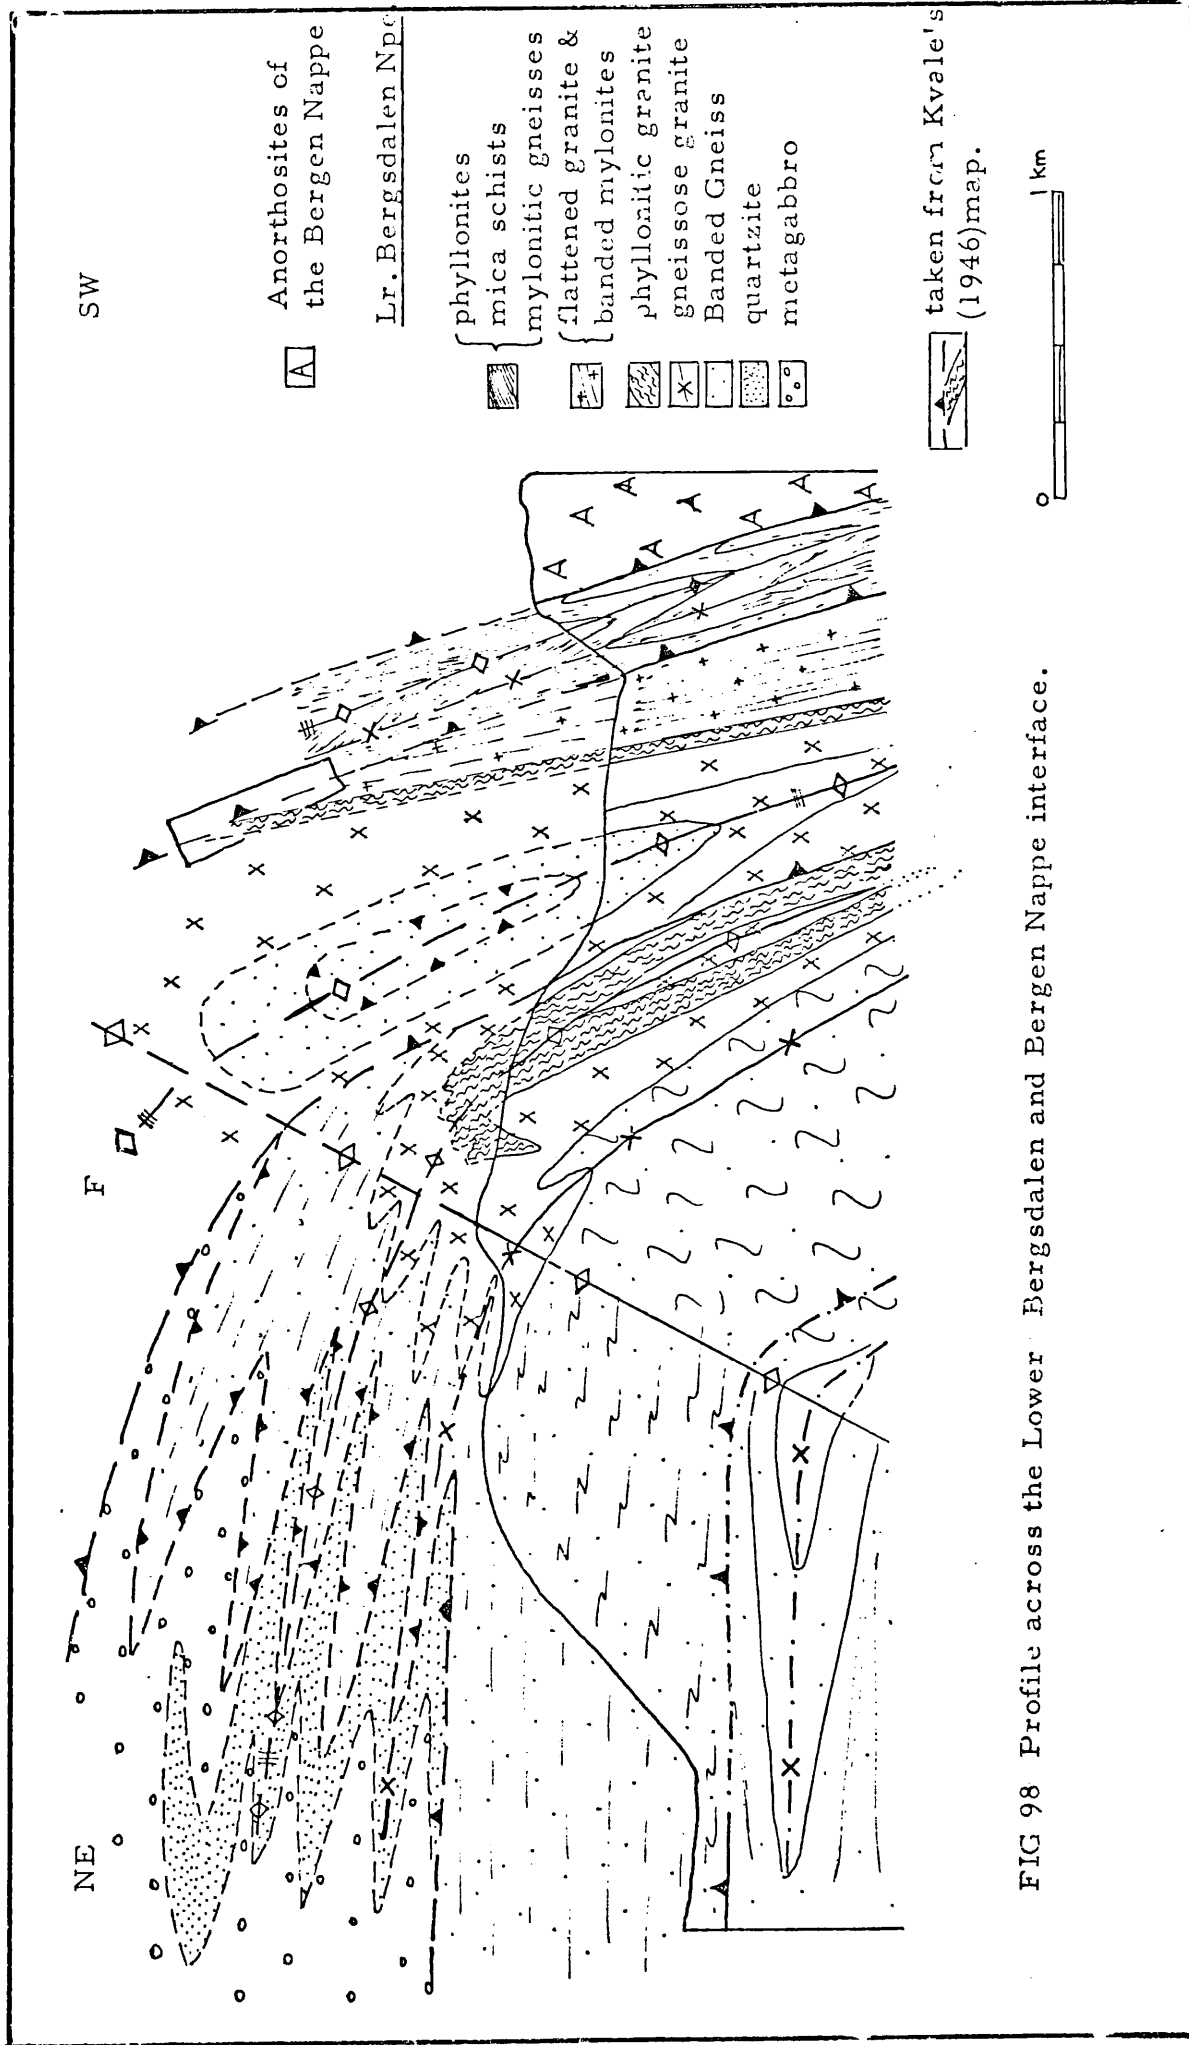 NE
F
SW
A
Anorthosites of
the Bergen Nappe
Lr. Bergsdalen Npe
phyllonites
mica schists
mylonitic gneisses
flattened granite &
banded mylonites
phyllonitic granite
gneissose granite
Banded Gneiss
quartzite
metagabbro
taken from Kvale's
(1946) map.
0 1 km
A
A
A
A
A
A
A
A
FIG 98 Profile across the Lower Bergsdalen and Bergen Nappe interface.